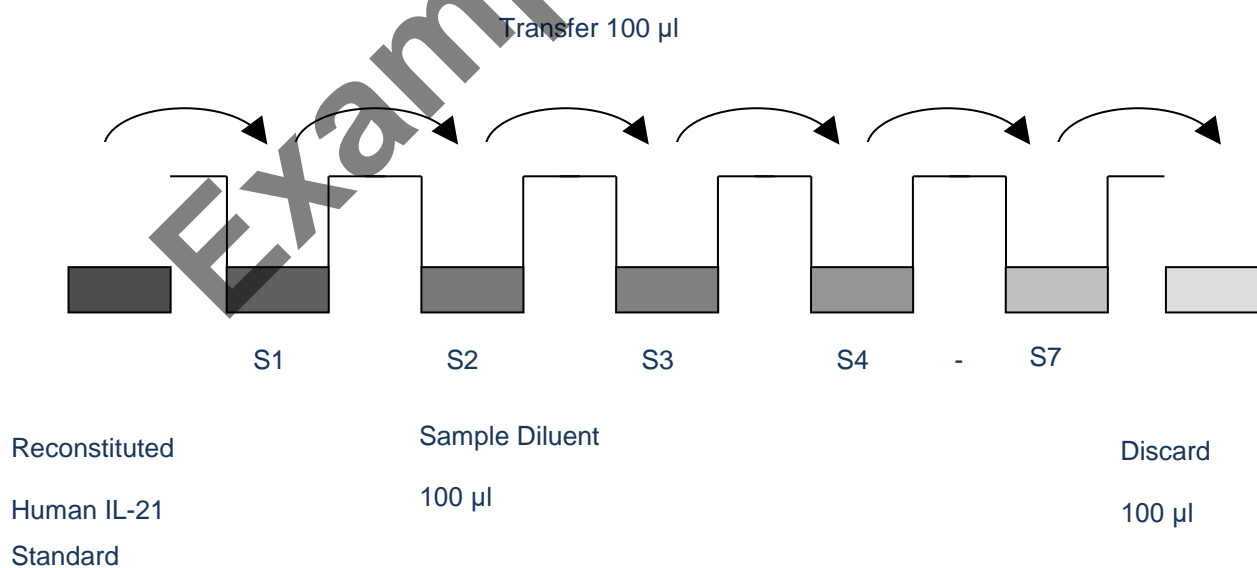 Transfer 100 µl
S1 S2 S3 S4 - S7
Reconstituted
Human IL-21
Standard
Sample Diluent
100 µl
Discard
100 µl